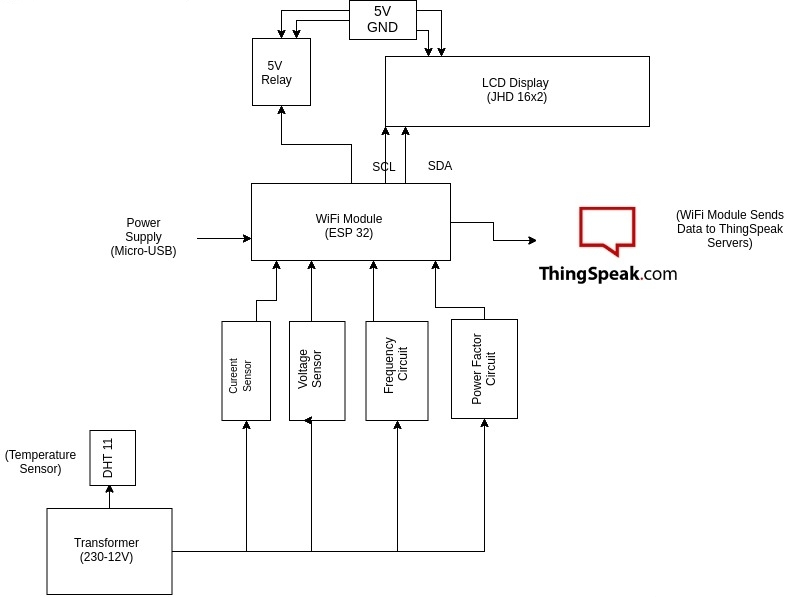 5V
GND
5V
Relay
LCD Display
(JHD 16x2)
SCL
SDA
Power
Supply
(Micro-USB)
WiFi Module
(ESP 32)
ThingSpeak.com
(WiFi Module Sends
Data to ThingSpeak
Servers)
Cureent
Sensor
Voltage
Sensor
Frequency
Circuit
Power Factor
Circuit
(Temperature
Sensor)
DHT 11
Transformer
(230-12V)